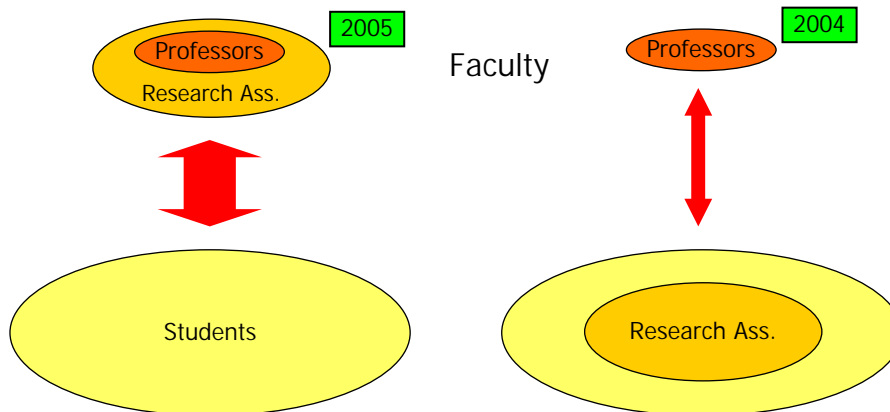 2005
Professors
Research Ass.
Faculty
2004
Professors
Students
Research Ass.